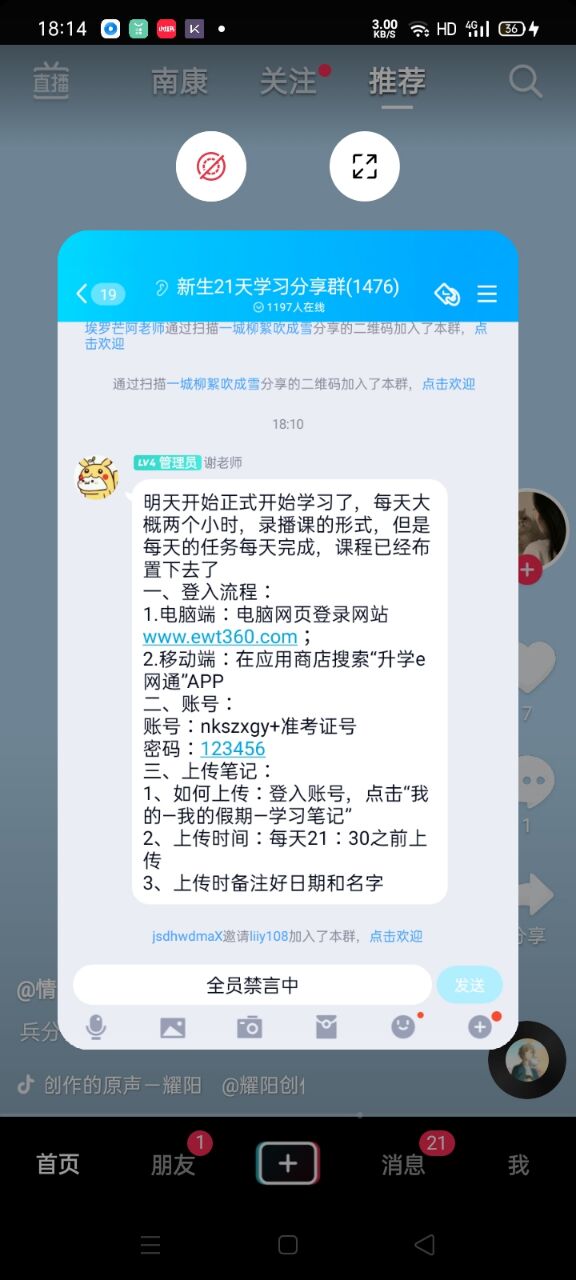 18:14
3.00
KB/S
HD
4G
36
直播
南康
关注
推荐
19
新生21天学习分享群(1476)
1197人在线
埃罗芒阿老师通过扫描一城柳絮吹成雪分享的二维码加入了本群，点
击欢迎
通过扫描一城柳絮吹成雪分享的二维码加入了本群，点击欢迎
18:10
LV4 管理员 谢老师
明天开始正式开始学习了，每天大
概两个小时，录播课的形式，但是
每天的任务每天完成，课程已经布
置下去了
一、登入流程：
1.电脑端：电脑网页登录网站
www.ewt360.com；
2.移动端：在应用商店搜索“升学e
网通”APP
二、账号：
账号：nkszxgy+准考证号
密码：123456
三、上传笔记：
1、如何上传：登入账号，点击“我
的—我的假期—学习笔记”
2、上传时间：每天21：30之前上
传
3、上传时备注好日期和名字
jsdhwdmaX邀请liiy108加入了本群，点击欢迎
全员禁言中
发送
7
1
分享
@情
兵分
创作的原声—耀阳 @耀阳创作
首页
朋友
1
消息
21
我